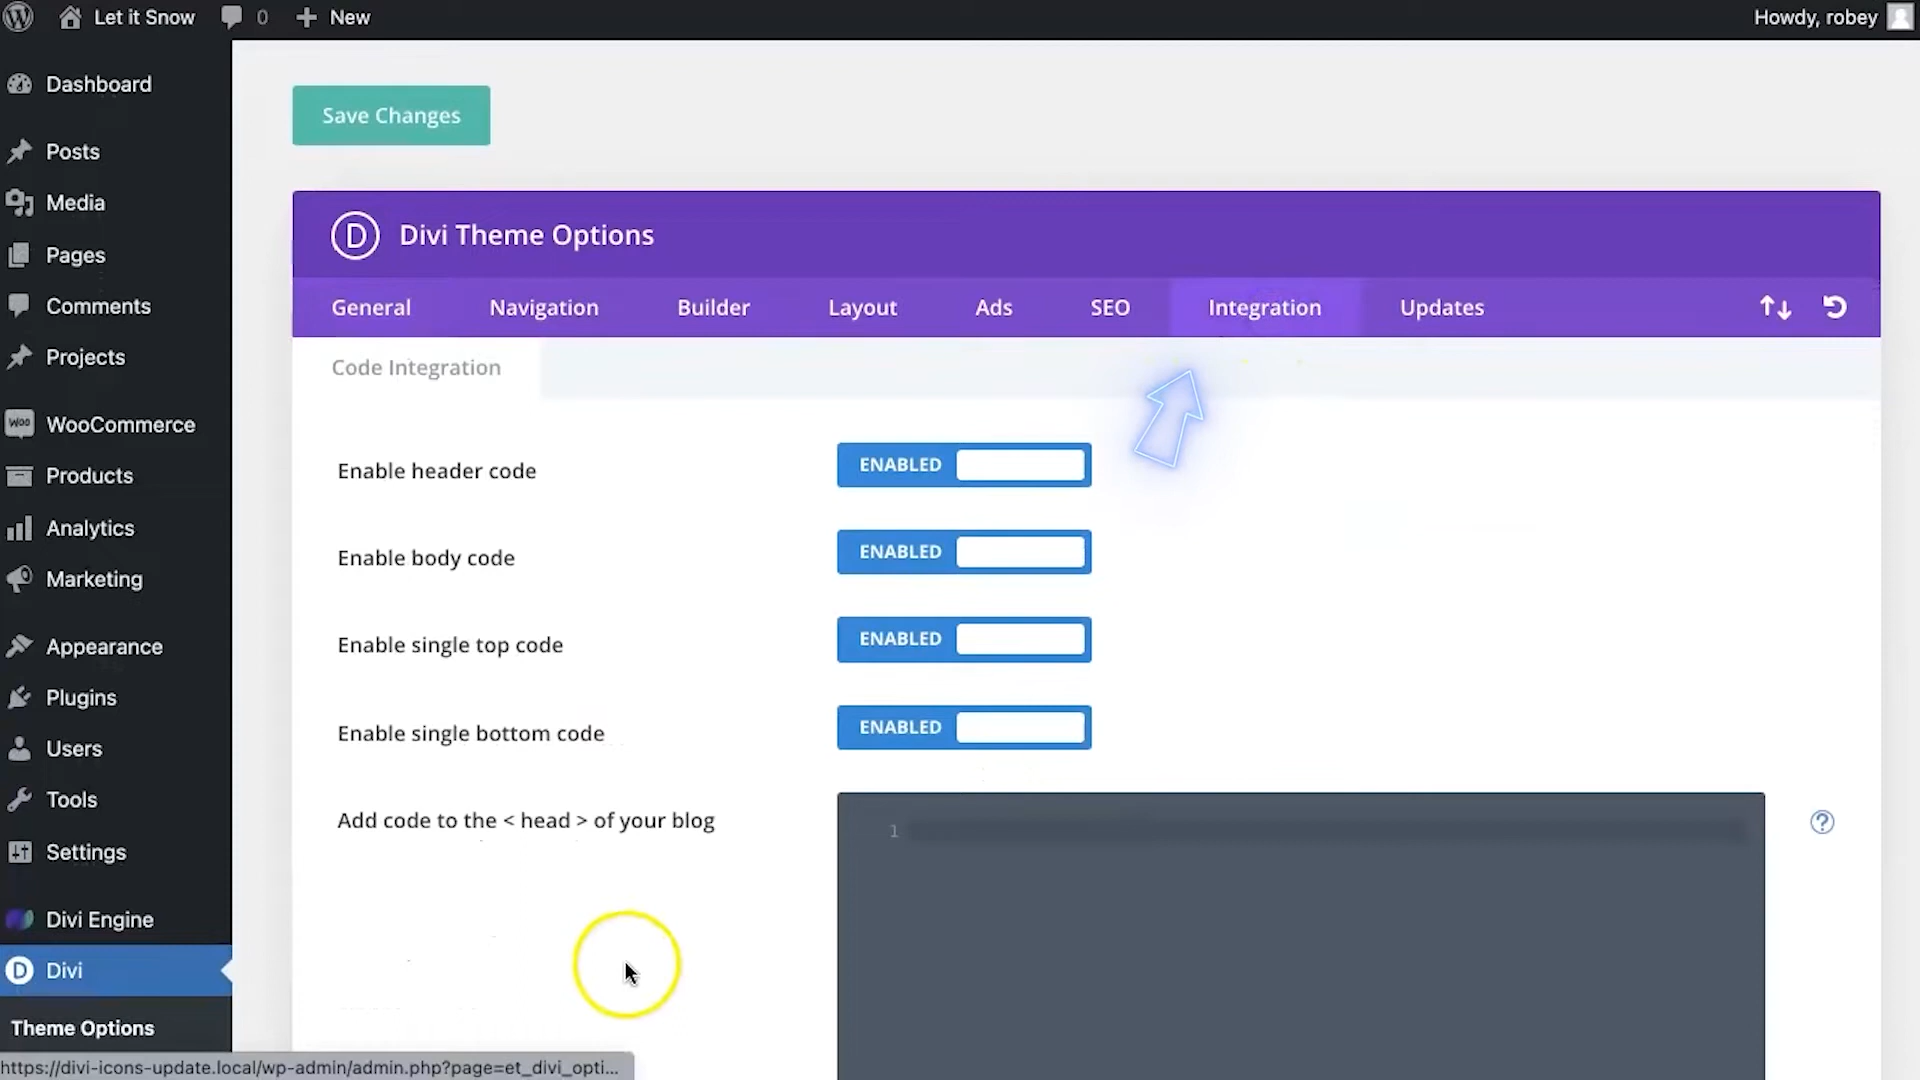 Let it Snow
0
New
Howdy, robey
Dashboard
Posts
Media
Pages
Comments
Projects
WooCommerce
Products
Analytics
Marketing
Appearance
Plugins
Users
Tools
Settings
Divi Engine
D Divi
Theme Options
Save Changes
D Divi Theme Options
General
Navigation
Builder
Layout
Ads
SEO
Integration
Updates
Code Integration
Enable header code
ENABLED
Enable body code
ENABLED
Enable single top code
ENABLED
Enable single bottom code
ENABLED
Add code to the < head > of your blog
1
?
https://divi-icons-update.local/wp-admin/admin.php?page=et_divi_opti...